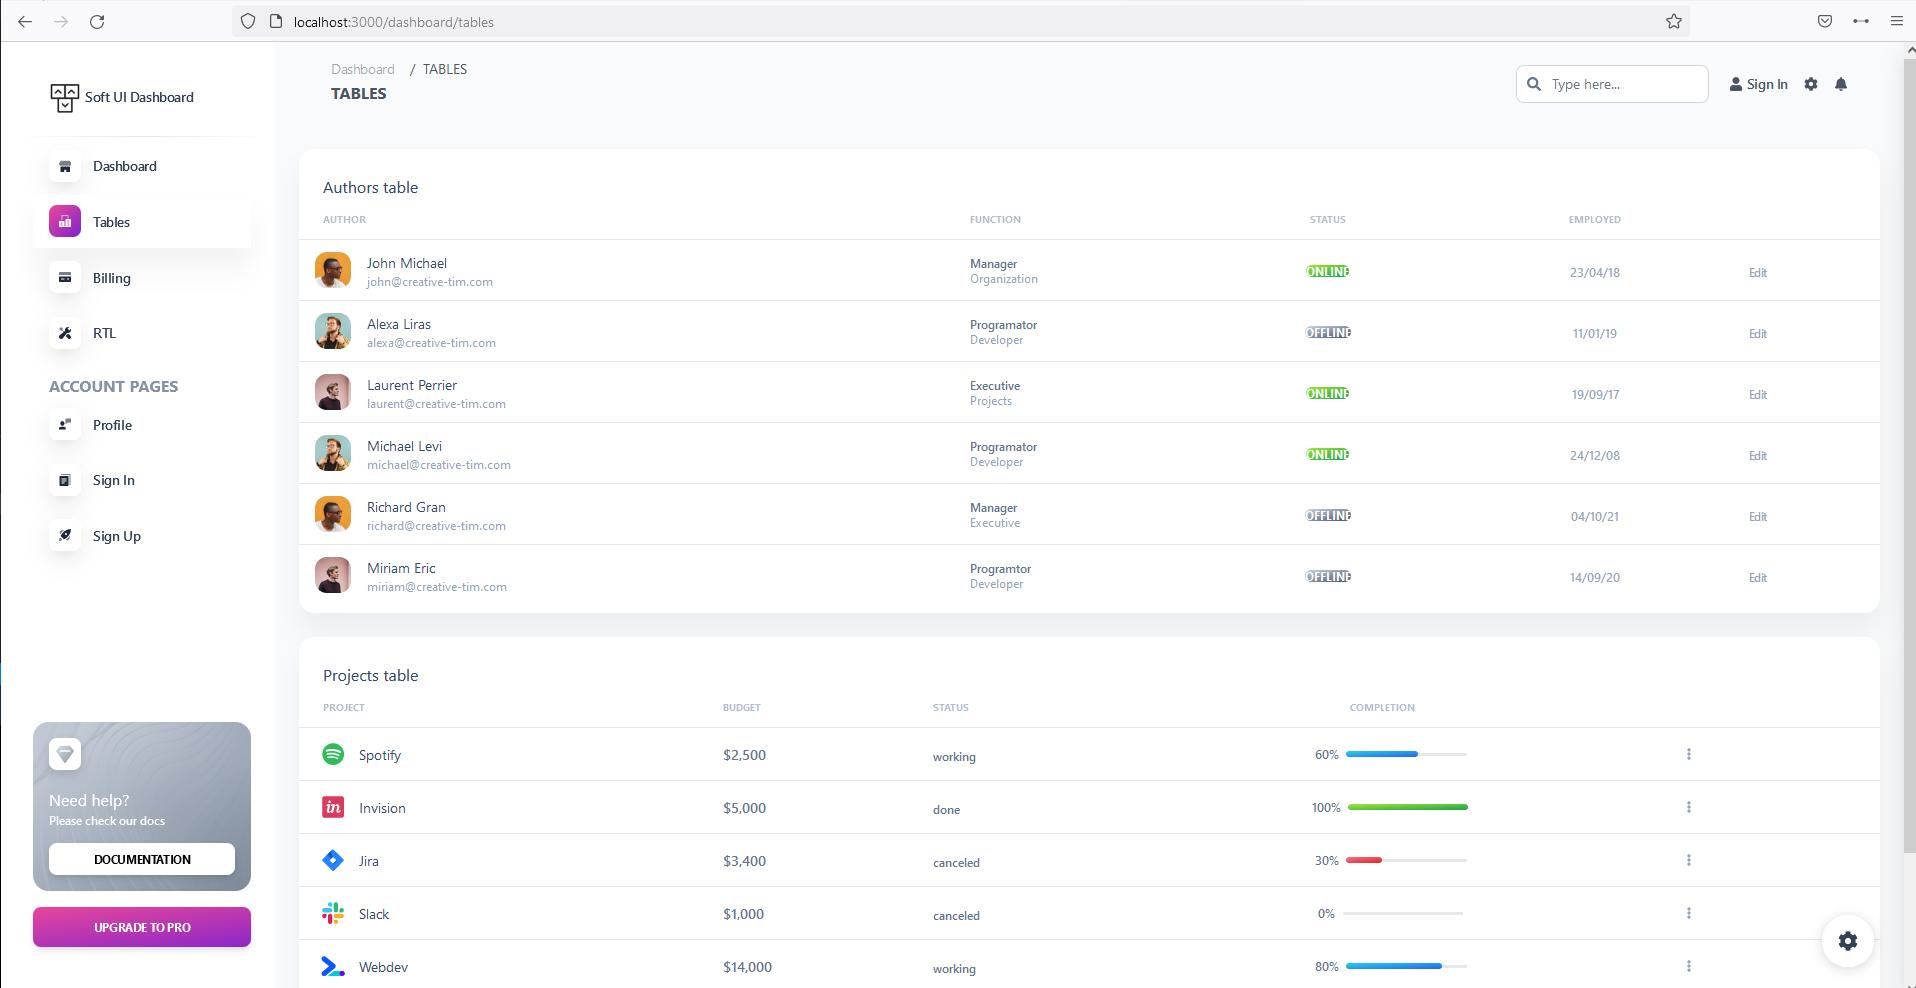 localhost:3000/dashboard/tables
Soft UI Dashboard
Dashboard
Tables
Billing
RTL
ACCOUNT PAGES
Profile
Sign In
Sign Up
Need help?
Please check our docs
DOCUMENTATION
UPGRADE TO PRO
Dashboard / TABLES
TABLES
Type here...
Sign In
Authors table
AUTHOR FUNCTION STATUS EMPLOYED
John Michael
john@creative-tim.com
Manager
Organization
ONLINE
23/04/18
Edit
Alexa Liras
alexa@creative-tim.com
Programator
Developer
OFFLINE
11/01/19
Edit
Laurent Perrier
laurent@creative-tim.com
Executive
Projects
ONLINE
19/09/17
Edit
Michael Levi
michael@creative-tim.com
Programator
Developer
ONLINE
24/12/08
Edit
Richard Gran
richard@creative-tim.com
Manager
Executive
OFFLINE
04/10/21
Edit
Miriam Eric
miriam@creative-tim.com
Programtor
Developer
OFFLINE
14/09/20
Edit
Projects table
PROJECT BUDGET STATUS COMPLETION
Spotify $2,500 working 60%
in Invision $5,000 done 100%
Jira $3,400 canceled 30%
Slack $1,000 canceled 0%
Webdev $14,000 working 80%